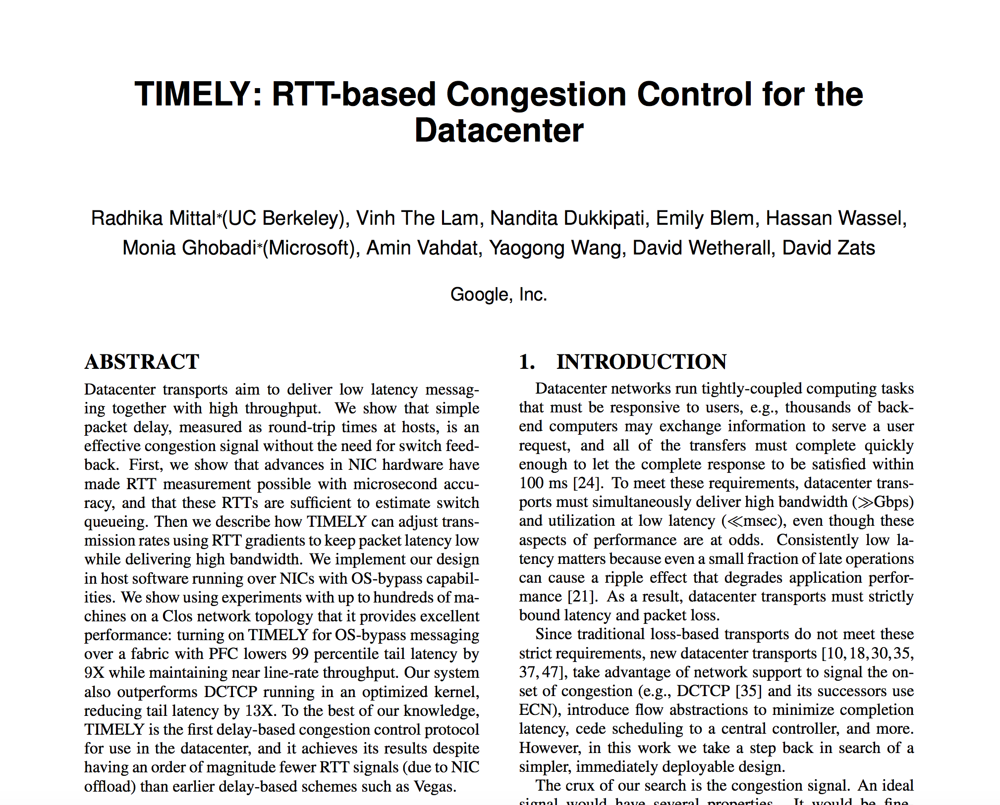 TIMELY: RTT-based Congestion Control for the
Datacenter
Radhika Mittal*(UC Berkeley), Vinh The Lam, Nandita Dukkipati, Emily Blem, Hassan Wassel,
Monia Ghobadi*(Microsoft), Amin Vahdat, Yaogong Wang, David Wetherall, David Zats
Google, Inc.
ABSTRACT
Datacenter transports aim to deliver low latency messag-
ing together with high throughput. We show that simple
packet delay, measured as round-trip times at hosts, is an
effective congestion signal without the need for switch feed-
back. First, we show that advances in NIC hardware have
made RTT measurement possible with microsecond accu-
racy, and that these RTTs are sufficient to estimate switch
queueing. Then we describe how TIMELY can adjust trans-
mission rates using RTT gradients to keep packet latency low
while delivering high bandwidth. We implement our design
in host software running over NICs with OS-bypass capabil-
ities. We show using experiments with up to hundreds of ma-
chines on a Clos network topology that it provides excellent
performance: turning on TIMELY for OS-bypass messaging
over a fabric with PFC lowers 99 percentile tail latency by
9X while maintaining near line-rate throughput. Our system
also outperforms DCTCP running in an optimized kernel,
reducing tail latency by 13X. To the best of our knowledge,
TIMELY is the first delay-based congestion control protocol
for use in the datacenter, and it achieves its results despite
having an order of magnitude fewer RTT signals (due to NIC
offload) than earlier delay-based schemes such as Vegas.
1. INTRODUCTION
Datacenter networks run tightly-coupled computing tasks
that must be responsive to users, e.g., thousands of back-
end computers may exchange information to serve a user
request, and all of the transfers must complete quickly
enough to let the complete response to be satisfied within
100 ms [24]. To meet these requirements, datacenter trans-
ports must simultaneously deliver high bandwidth (≫Gbps)
and utilization at low latency (≪msec), even though these
aspects of performance are at odds. Consistently low la-
tency matters because even a small fraction of late operations
can cause a ripple effect that degrades application perfor-
mance [21]. As a result, datacenter transports must strictly
bound latency and packet loss.
Since traditional loss-based transports do not meet these
strict requirements, new datacenter transports [10,18,30,35,
37,47], take advantage of network support to signal the on-
set of congestion (e.g., DCTCP [35] and its successors use
ECN), introduce flow abstractions to minimize completion
latency, cede scheduling to a central controller, and more.
However, in this work we take a step back in search of a
simpler, immediately deployable design.
The crux of our search is the congestion signal. An ideal
signal would have several properties. It would be fine-